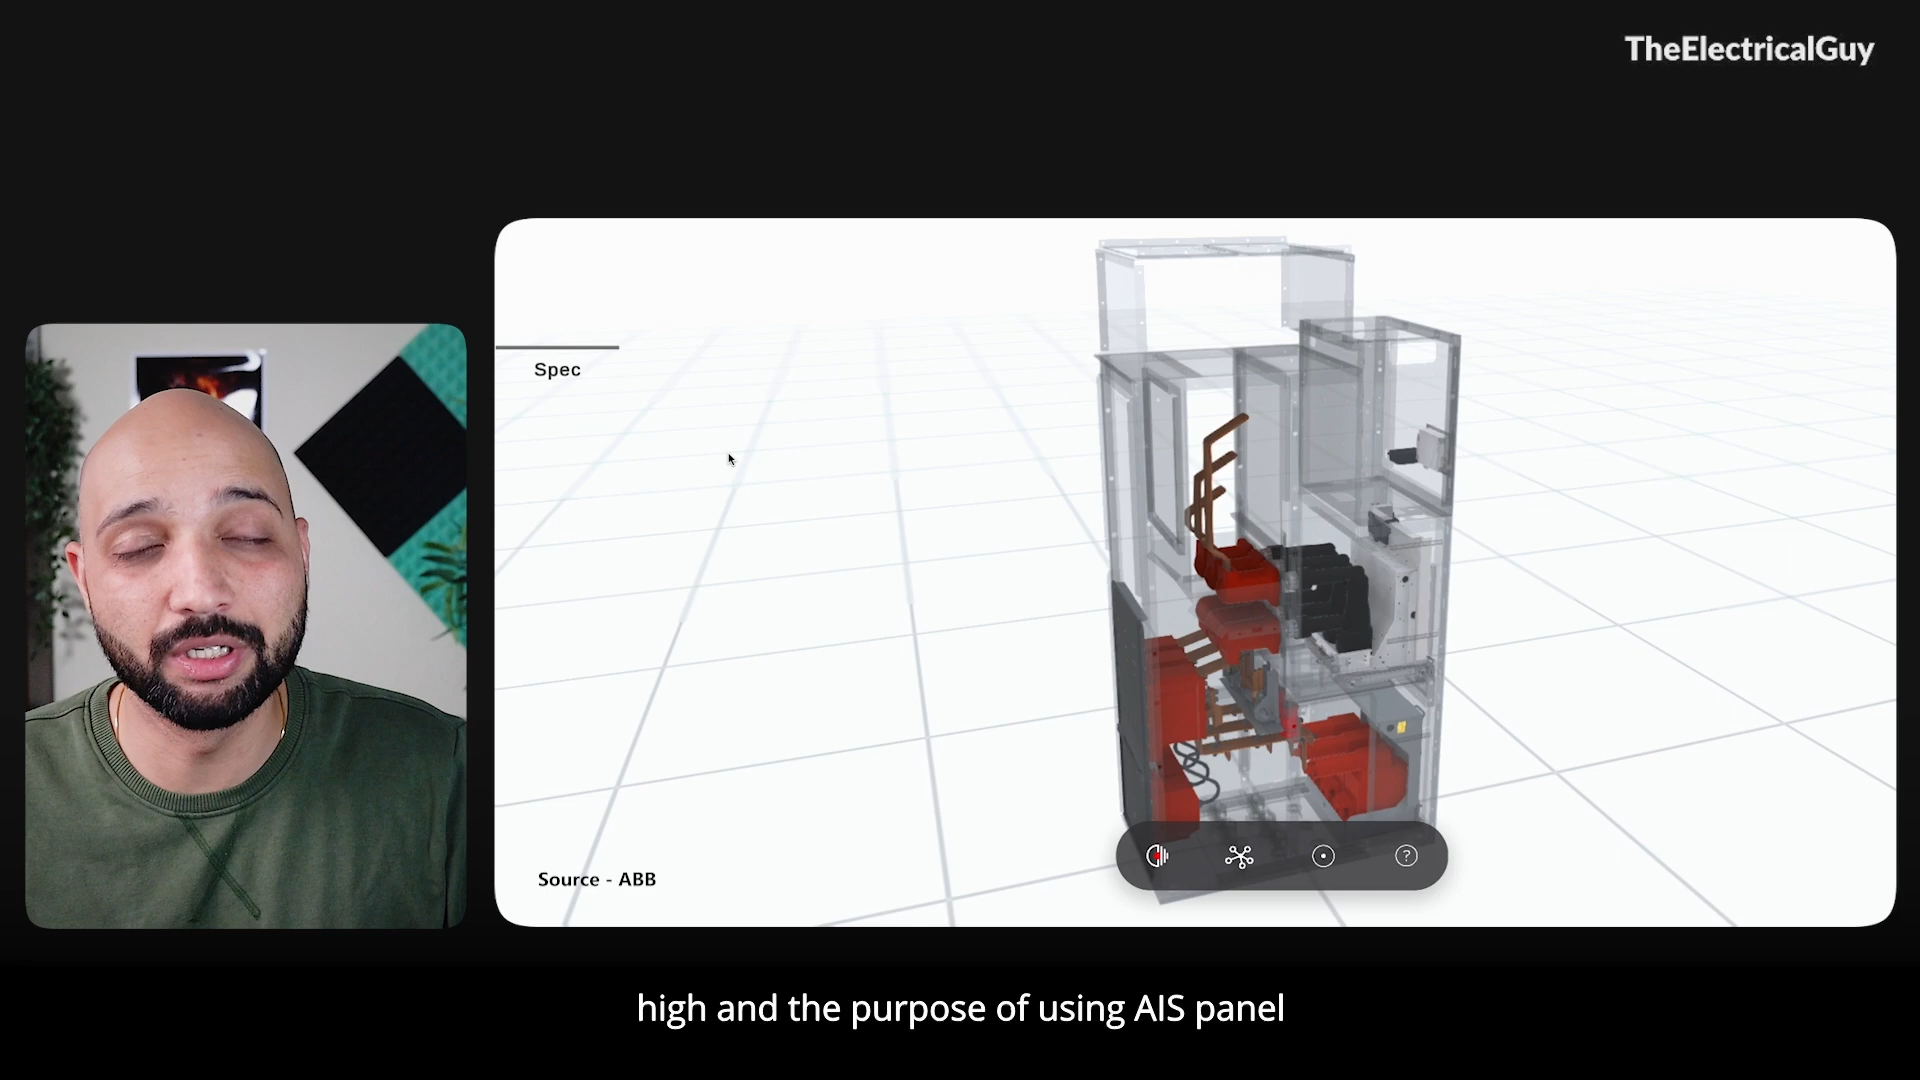 TheElectricalGuy
Spec
?
Source - ABB
high and the purpose of using AIS panel